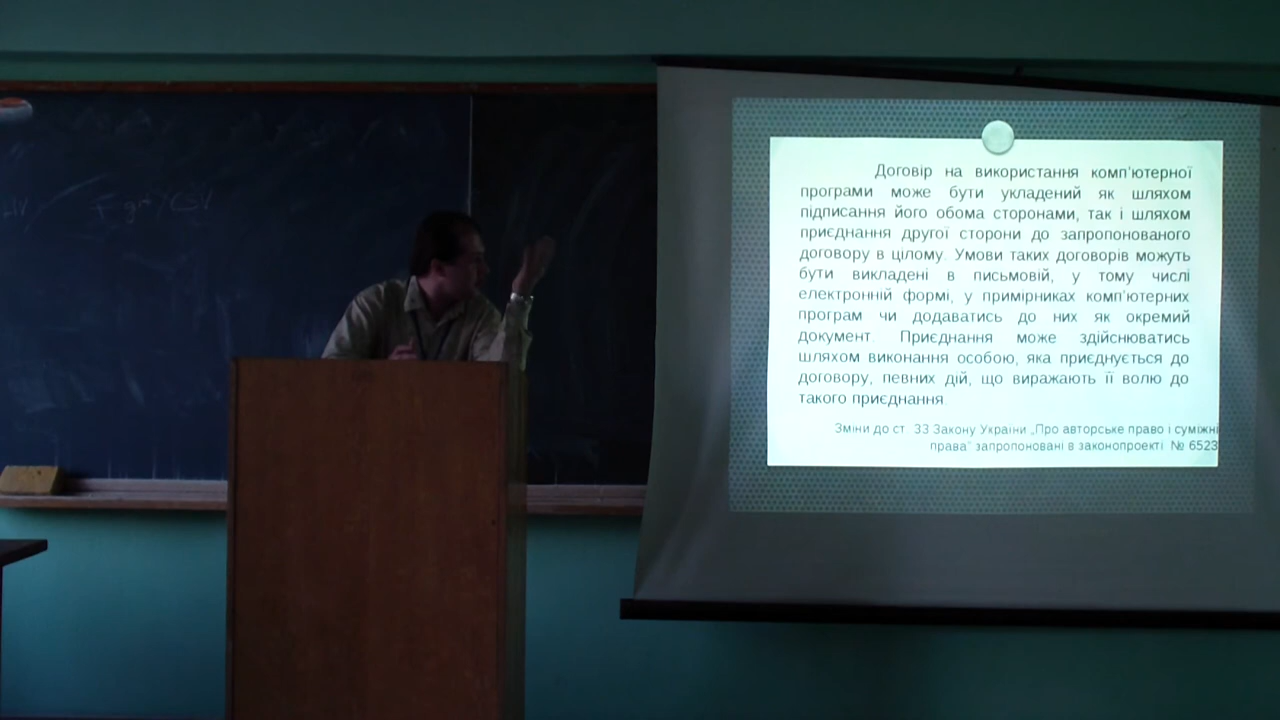 Договір на використання комп'ютерної
програми може бути укладений як шляхом
підписання його обома сторонами, так і шляхом
приєднання другої сторони до запропонованого
договору в цілому. Умови таких договорів можуть
бути викладені в письмовій, у тому числі
електронній формі, у примірниках комп'ютерних
програм чи додаватись до них як окремий
документ. Приєднання може здійснюватись
шляхом виконання особою, яка приєднується до
договору, певних дій, що виражають її волю до
такого приєднання.
Зміни до ст. 33 Закону України „Про авторське право і суміжні
права" запропоновані в законопроекті № 6523